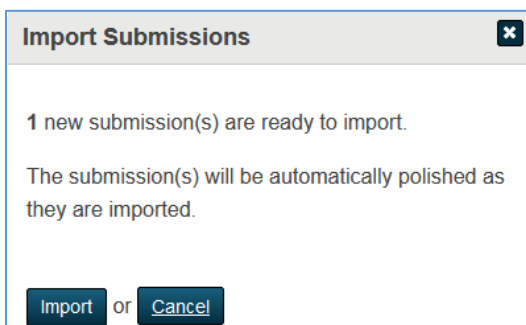 Import Submissions
1 new submission(s) are ready to import.
The submission(s) will be automatically polished as
they are imported.
Import or Cancel